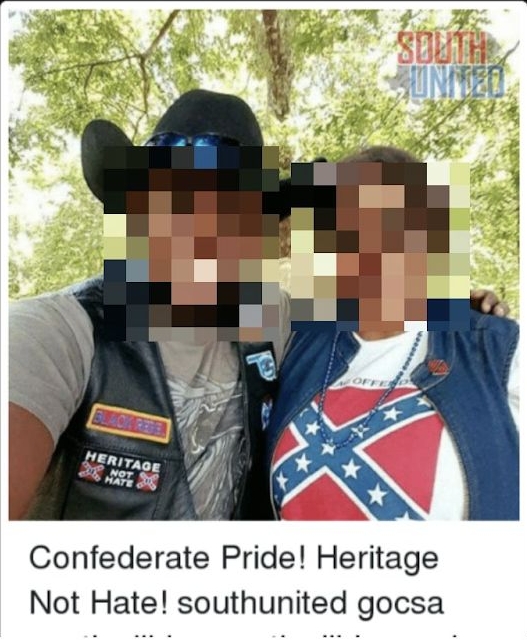 SOUTH
UNITED
OFFEND
BLACK REBEL
HERITAGE
NOT
HATE
Confederate Pride! Heritage
Not Hate! southunited gocsa